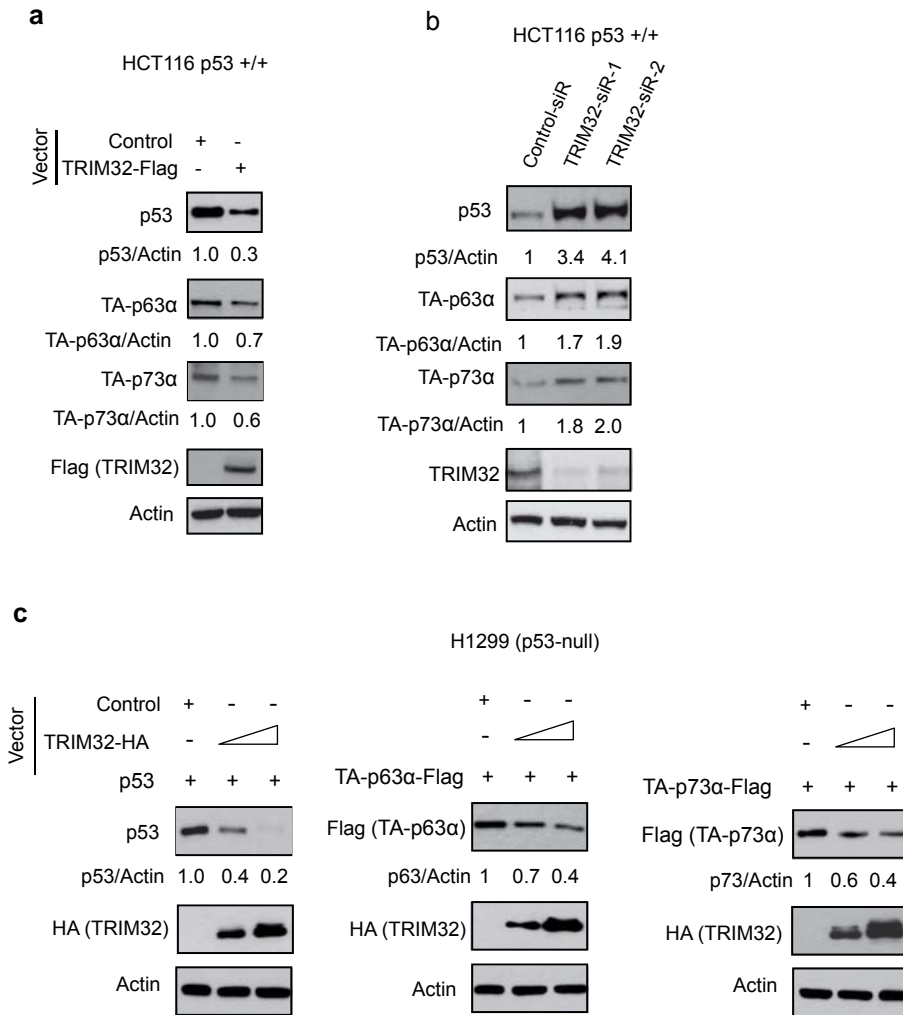 a
HCT116 p53 +/+
Vector
Control + -
TRIM32-Flag - +
p53
p53/Actin 1.0 0.3
TA-p63α
TA-p63α/Actin 1.0 0.7
TA-p73α
TA-p73α/Actin 1.0 0.6
Flag (TRIM32)
Actin
b
HCT116 p53 +/+
Control-siR TRIM32-siR-1 TRIM32-siR-2
p53
p53/Actin 1 3.4 4.1
TA-p63α
TA-p63α/Actin 1 1.7 1.9
TA-p73α
TA-p73α/Actin 1 1.8 2.0
TRIM32
Actin
c
H1299 (p53-null)
Vector
Control + - -
TRIM32-HA -
p53 + + +
p53
p53/Actin 1.0 0.4 0.2
HA (TRIM32)
Actin
+ - -
-
TA-p63α-Flag + + +
Flag (TA-p63α)
p63/Actin 1 0.7 0.4
HA (TRIM32)
Actin
+ - -
-
TA-p73α-Flag + + +
Flag (TA-p73α)
p73/Actin 1 0.6 0.4
HA (TRIM32)
Actin